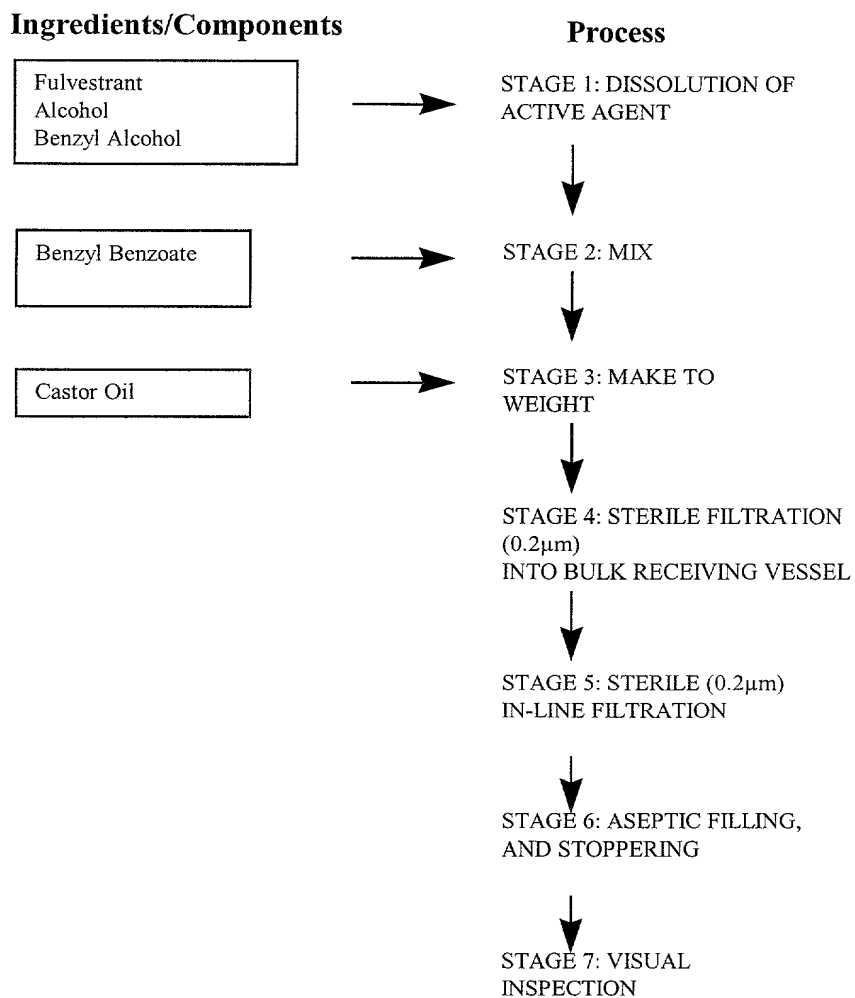 Ingredients/Components
Process
Fulvestrant
Alcohol
Benzyl Alcohol
STAGE 1: DISSOLUTION OF
ACTIVE AGENT
Benzyl Benzoate
STAGE 2: MIX
Castor Oil
STAGE 3: MAKE TO
WEIGHT
STAGE 4: STERILE FILTRATION
(0.2µm)
INTO BULK RECEIVING VESSEL
STAGE 5: STERILE (0.2µm)
IN-LINE FILTRATION
STAGE 6: ASEPTIC FILLING,
AND STOPPERING
STAGE 7: VISUAL
INSPECTION